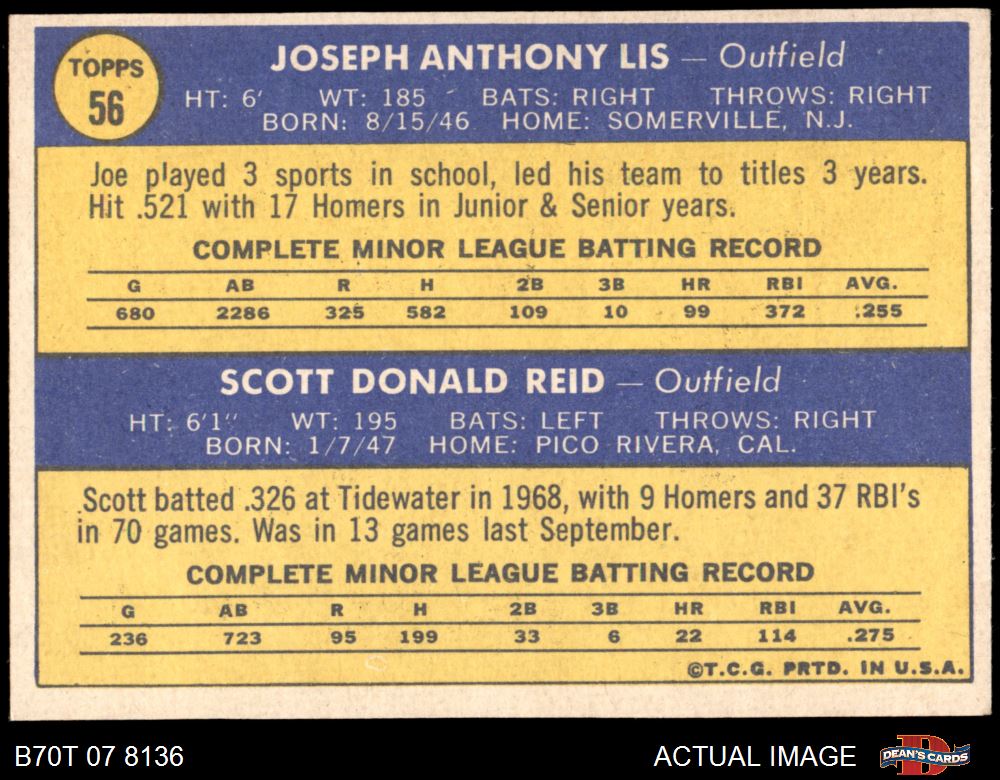 TOPPS
56
JOSEPH ANTHONY LIS — Outfield
HT: 6' WT: 185 BATS: RIGHT THROWS: RIGHT
BORN: 8/15/46 HOME: SOMERVILLE, N.J.
Joe played 3 sports in school, led his team to titles 3 years.
Hit .521 with 17 Homers in Junior & Senior years.
COMPLETE MINOR LEAGUE BATTING RECORD
G AB R H 2B 3B HR RBI AVG.
680 2286 325 582 109 10 99 372 .255
SCOTT DONALD REID — Outfield
HT: 6'1" WT: 195 BATS: LEFT THROWS: RIGHT
BORN: 1/7/47 HOME: PICO RIVERA, CAL.
Scott batted .326 at Tidewater in 1968, with 9 Homers and 37 RBI's
in 70 games. Was in 13 games last September.
COMPLETE MINOR LEAGUE BATTING RECORD
G AB R H 2B 3B HR RBI AVG.
236 723 95 199 33 6 22 114 .275
©T.C.G. PRTD. IN U.S.A.
B70T 07 8136 ACTUAL IMAGE DEAN'S CARDS